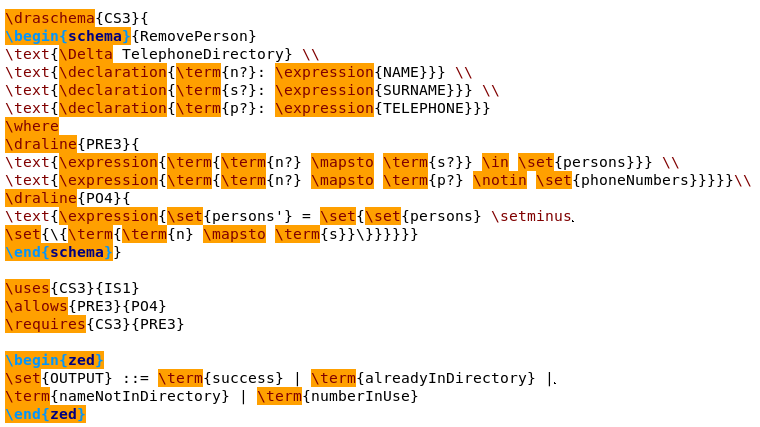 \draschema{CS3}{
\begin{schema}{RemovePerson}
\text{\Delta TelephoneDirectory} \\
\text{\declaration{\term{n?}: \expression{NAME}}} \\
\text{\declaration{\term{s?}: \expression{SURNAME}}} \\
\text{\declaration{\term{p?}: \expression{TELEPHONE}}}
\where
\draline{PRE3}{
\text{\expression{\term{\term{n?} \mapsto \term{s?}} \in \set{persons}}} \\
\text{\expression{\term{\term{n?} \mapsto \term{p?} \notin \set{phoneNumbers}}}}}\\
\draline{PO4}{
\text{\expression{\set{persons'} = \set{\set{persons} \setminus
\set{\{\term{\term{n} \mapsto \term{s}}\}}}}}}
\end{schema}}
\uses{CS3}{IS1}
\allows{PRE3}{PO4}
\requires{CS3}{PRE3}
\begin{zed}
\set{OUTPUT} ::= \term{success} | \term{alreadyInDirectory} |
\term{nameNotInDirectory} | \term{numberInUse}
\end{zed}